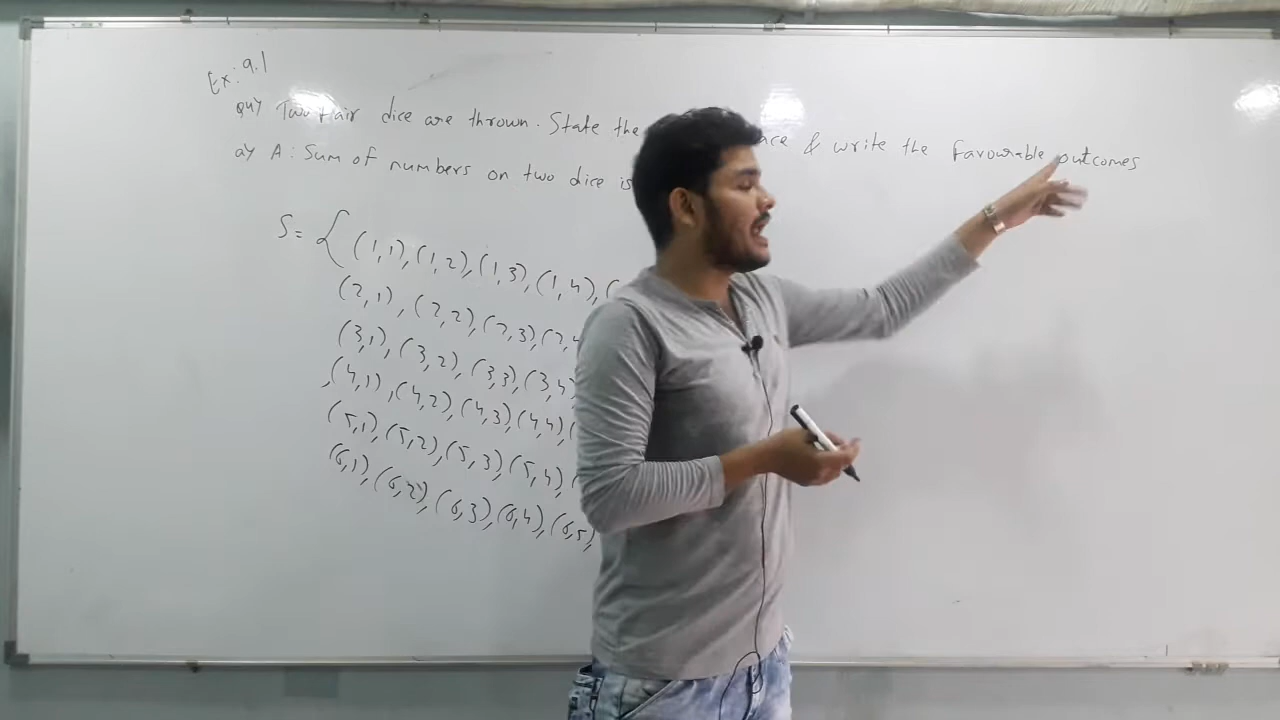 Ex: 9.1
Qu4) Two fair dice are thrown. State the & write the favourable outcomes
a) A: Sum of numbers on two dice is
S = { (1,1), (1,2), (1,3), (1,4), (
(2,1), (2,2), (2,3), (2,4
(3,1), (3,2), (3,3), (3,4)
,(4,1), (4,2), (4,3), (4,4), (
(5,1), (5,2), (5,3), (5,4), (
(6,1), (6,2), (6,3), (6,4), (6,5),